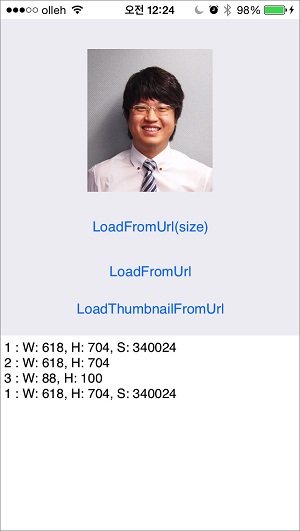 olleh 오전 12:24 98%
LoadFromUrl(size)
LoadFromUrl
LoadThumbnailFromUrl
1 : W: 618, H: 704, S: 340024
2 : W: 618, H: 704
3 : W: 88, H: 100
1 : W: 618, H: 704, S: 340024